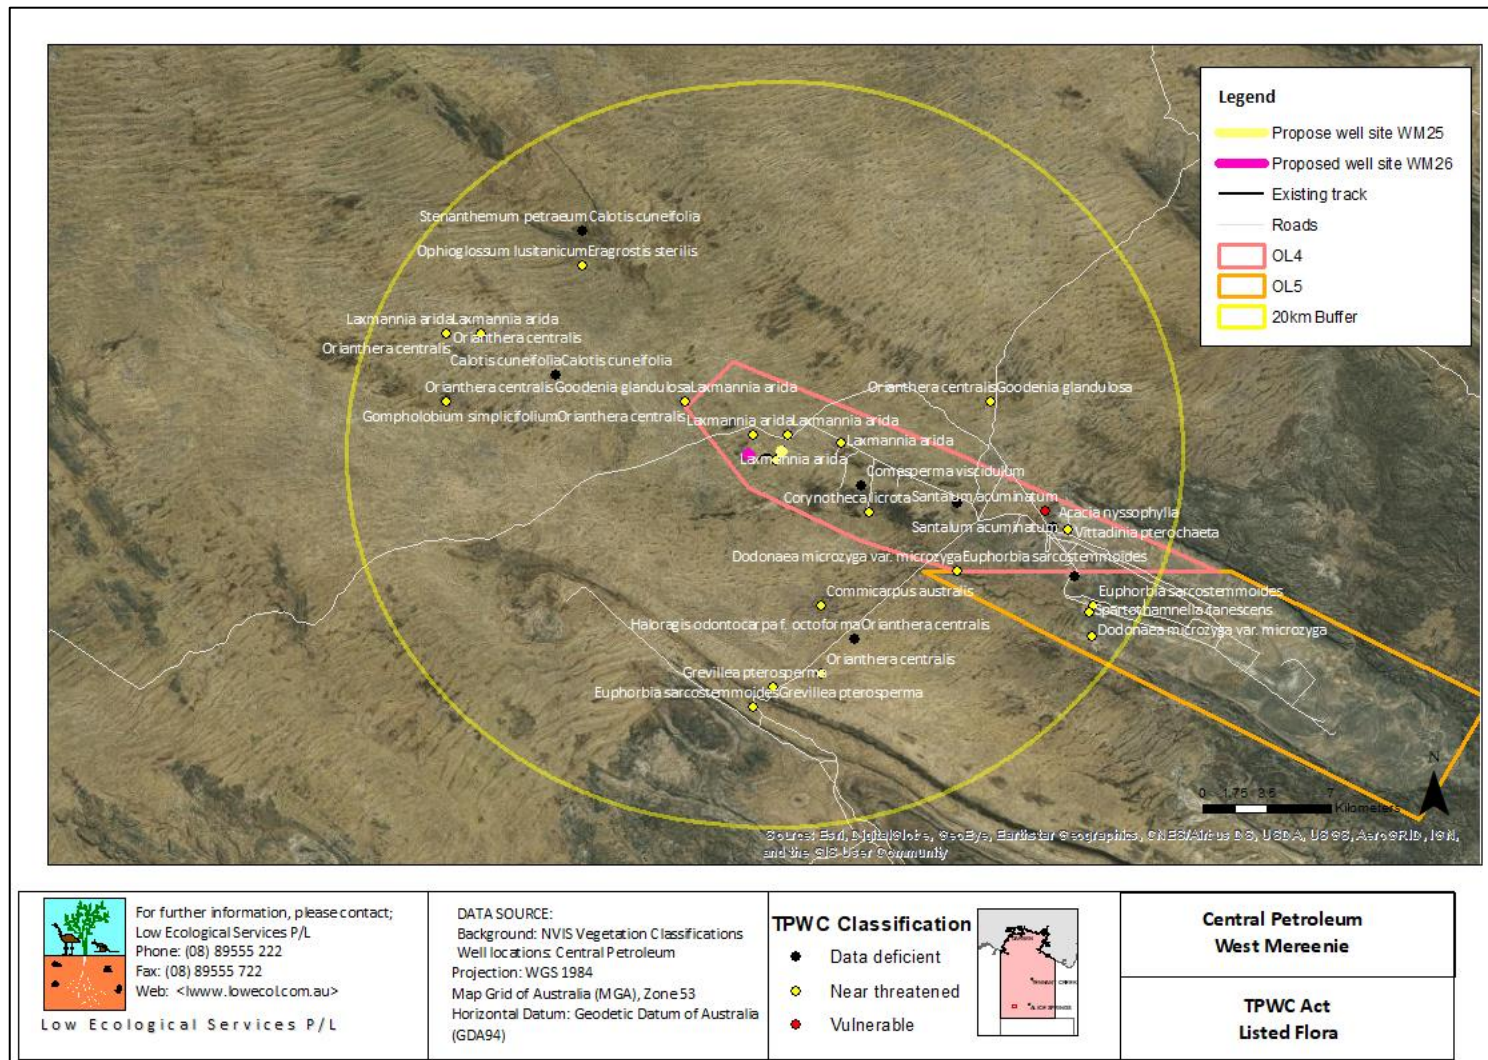 Legend
Propose well site WM25
Proposed well site WM26
Existing track
Roads
OL4
OL5
20km Buffer
Stenanthemum petraeum Calotis cuneifolia
Ophioglossum lusitanicum Eragrostis sterilis
Laxmannia arida Laxmannia arida
Orianthera centralis
Orianthera centralis
Calotis cuneifolia Calotis cuneifolia
Orianthera centralis Goodenia glandulosa Laxmannia arida
Orianthera centralis Goodenia glandulosa
Gompholobium simplicifolium Orianthera centralis
Laxmannia arida Laxmannia arida
Laxmannia arida
Laxmannia arida
Comesperma viscidulum
Corynotheca licrota
Santalum acuminatum
Acacia nyssophylla
Santalum acuminatum
Vittadinia pterochaeta
Dodonaea microzyga var. microzyga Euphorbia sarcostemmoides
Commicarpus australis
Euphorbia sarcostemmoides
Spartothamnella canescens
Haloragis odontocarpa f. octoforma Orianthera centralis
Dodonaea microzyga var. microzyga
Orianthera centralis
Grevillea pterosperma
Euphorbia sarcostemmoides Grevillea pterosperma
N
0 1.75 3.5 7
Kilometers
Source: Esri, DigitalGlobe, GeoEye, Earthstar Geographics, CNES/Airbus DS, USDA, USGS, AeroGRID, IGN,
and the GIS User Community
For further information, please contact;
Low Ecological Services P/L
Phone: (08) 89555 222
Fax: (08) 89555 722
Web: <lwww.lowecol.com.au>
Low Ecological Services P/L
DATA SOURCE:
Background: NVIS Vegetation Classifications
Well locations: Central Petroleum
Projection: WGS 1984
Map Grid of Australia (MGA), Zone 53
Horizontal Datum: Geodetic Datum of Australia
(GDA94)
TPWC Classification
Data deficient
Near threatened
Vulnerable
Central Petroleum
West Mereenie
TPWC Act
Listed Flora